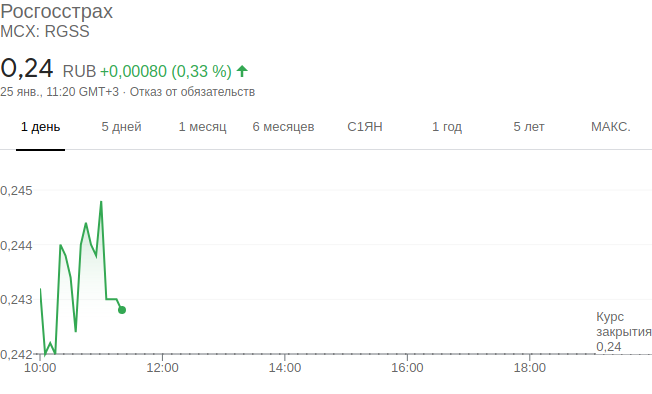 Росгосстрах
MCX: RGSS
0,24 RUB +0,00080 (0,33 %)
25 янв., 11:20 GMT+3 · Отказ от обязательств
1 день 5 дней 1 месяц 6 месяцев С1ЯН 1 год 5 лет МАКС.
0,245
0,244
0,243
0,242
Курс
закрытия
0,24
10:00 12:00 14:00 16:00 18:00